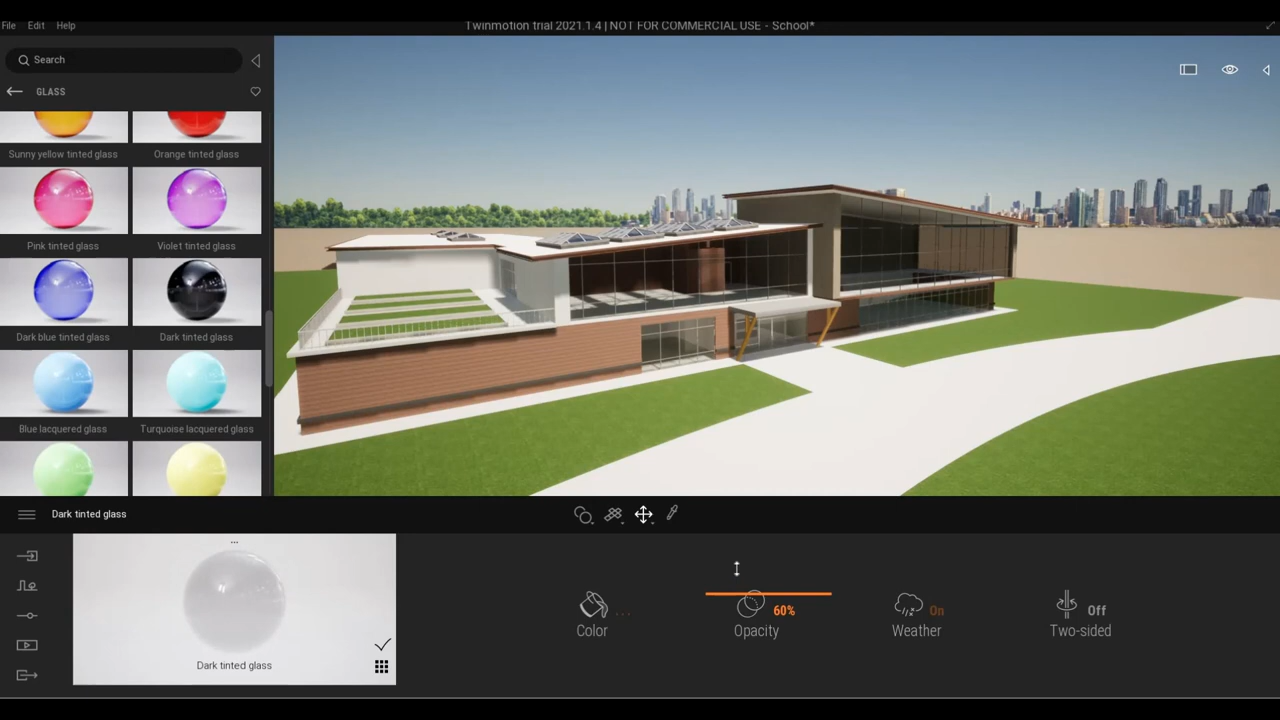 File Edit Help
Twinmotion trial 2021.1.4 | NOT FOR COMMERCIAL USE - School*
Search
GLASS
Sunny yellow tinted glass
Orange tinted glass
Pink tinted glass
Violet tinted glass
Dark blue tinted glass
Dark tinted glass
Blue lacquered glass
Turquoise lacquered glass
Dark tinted glass
...
Dark tinted glass
...
Color
60%
Opacity
On
Weather
Off
Two-sided